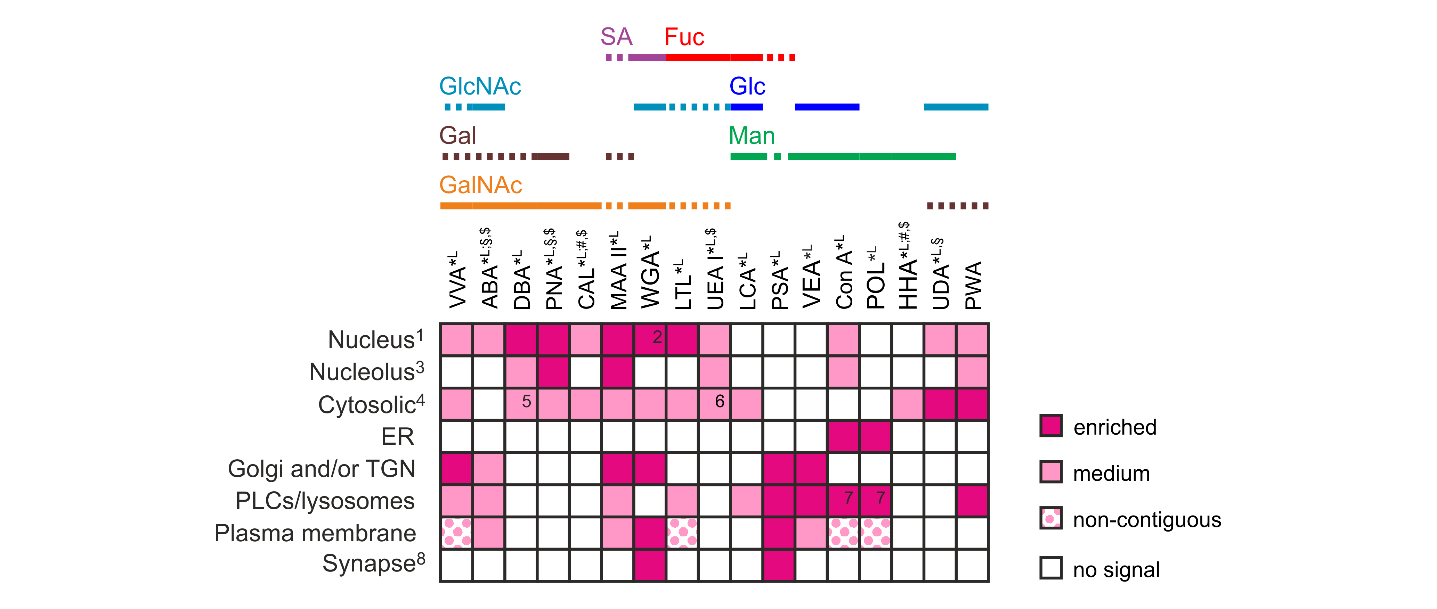 SA Fuc
GlcNAc Glc
Gal Man
GalNAc
VVA*L
ABA*L;§,$
DBA*L
PNA*L,§,$
CAL*L;#,$
MAA II*L
WGA*L
LTL*L
UEA I*L,$
LCA*L
PSA*L
VEA*L
Con A*L
POL*L
HHA*L;#,$
UDA*L,§
PWA
Nucleus1 2
Nucleolus3
Cytosolic4 5 6
ER
Golgi and/or TGN
PLCs/lysosomes 7 7
Plasma membrane
Synapse8
enriched
medium
non-contiguous
no signal